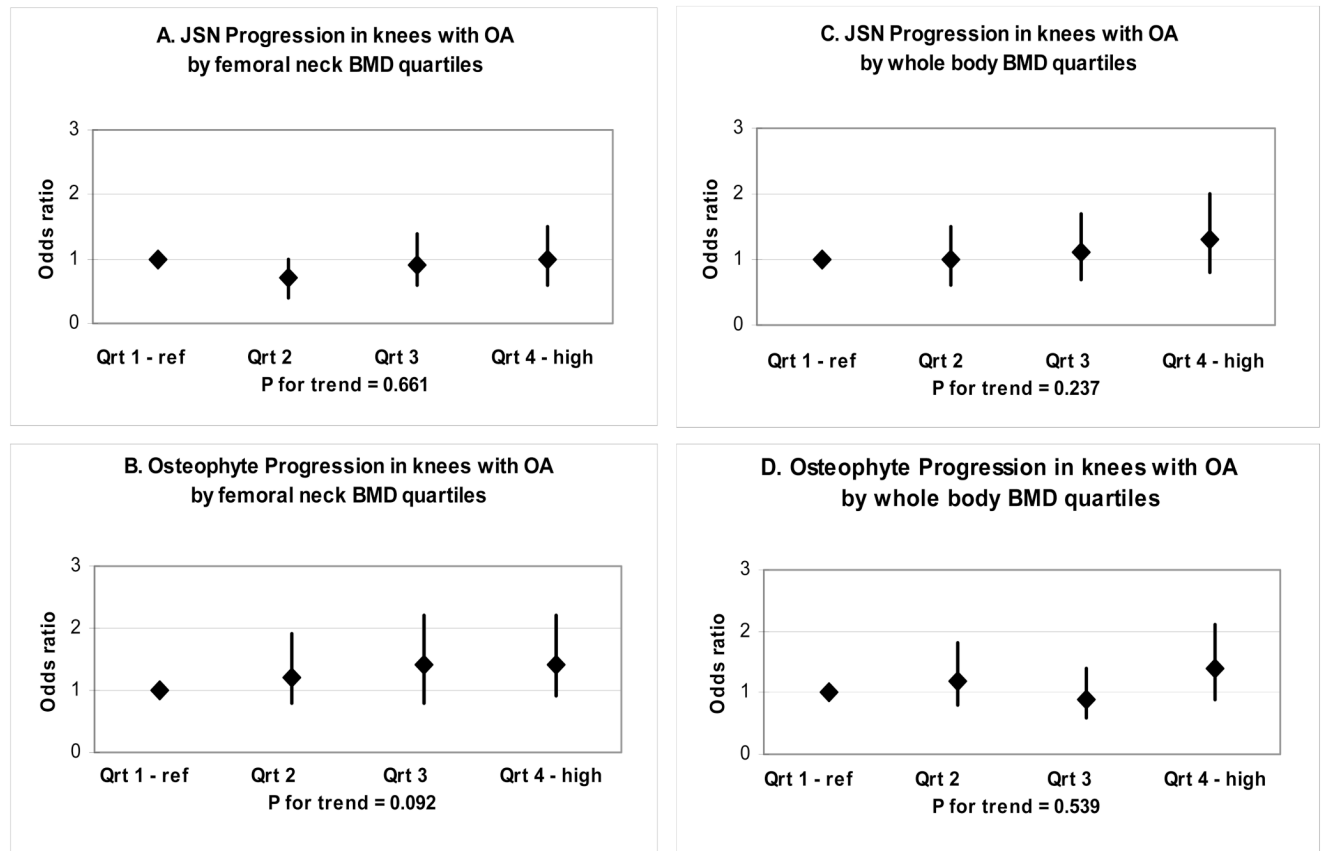 A. JSN Progression in knees with OA
by femoral neck BMD quartiles
Odds ratio
3
2
1
0
Qrt 1 - ref Qrt 2 Qrt 3 Qrt 4 - high
P for trend = 0.661
C. JSN Progression in knees with OA
by whole body BMD quartiles
Odds ratio
3
2
1
0
Qrt 1 - ref Qrt 2 Qrt 3 Qrt 4 - high
P for trend = 0.237
B. Osteophyte Progression in knees with OA
by femoral neck BMD quartiles
Odds ratio
3
2
1
0
Qrt 1 - ref Qrt 2 Qrt 3 Qrt 4 - high
P for trend = 0.092
D. Osteophyte Progression in knees with OA
by whole body BMD quartiles
Odds ratio
3
2
1
0
Qrt 1 - ref Qrt 2 Qrt 3 Qrt 4 - high
P for trend = 0.539